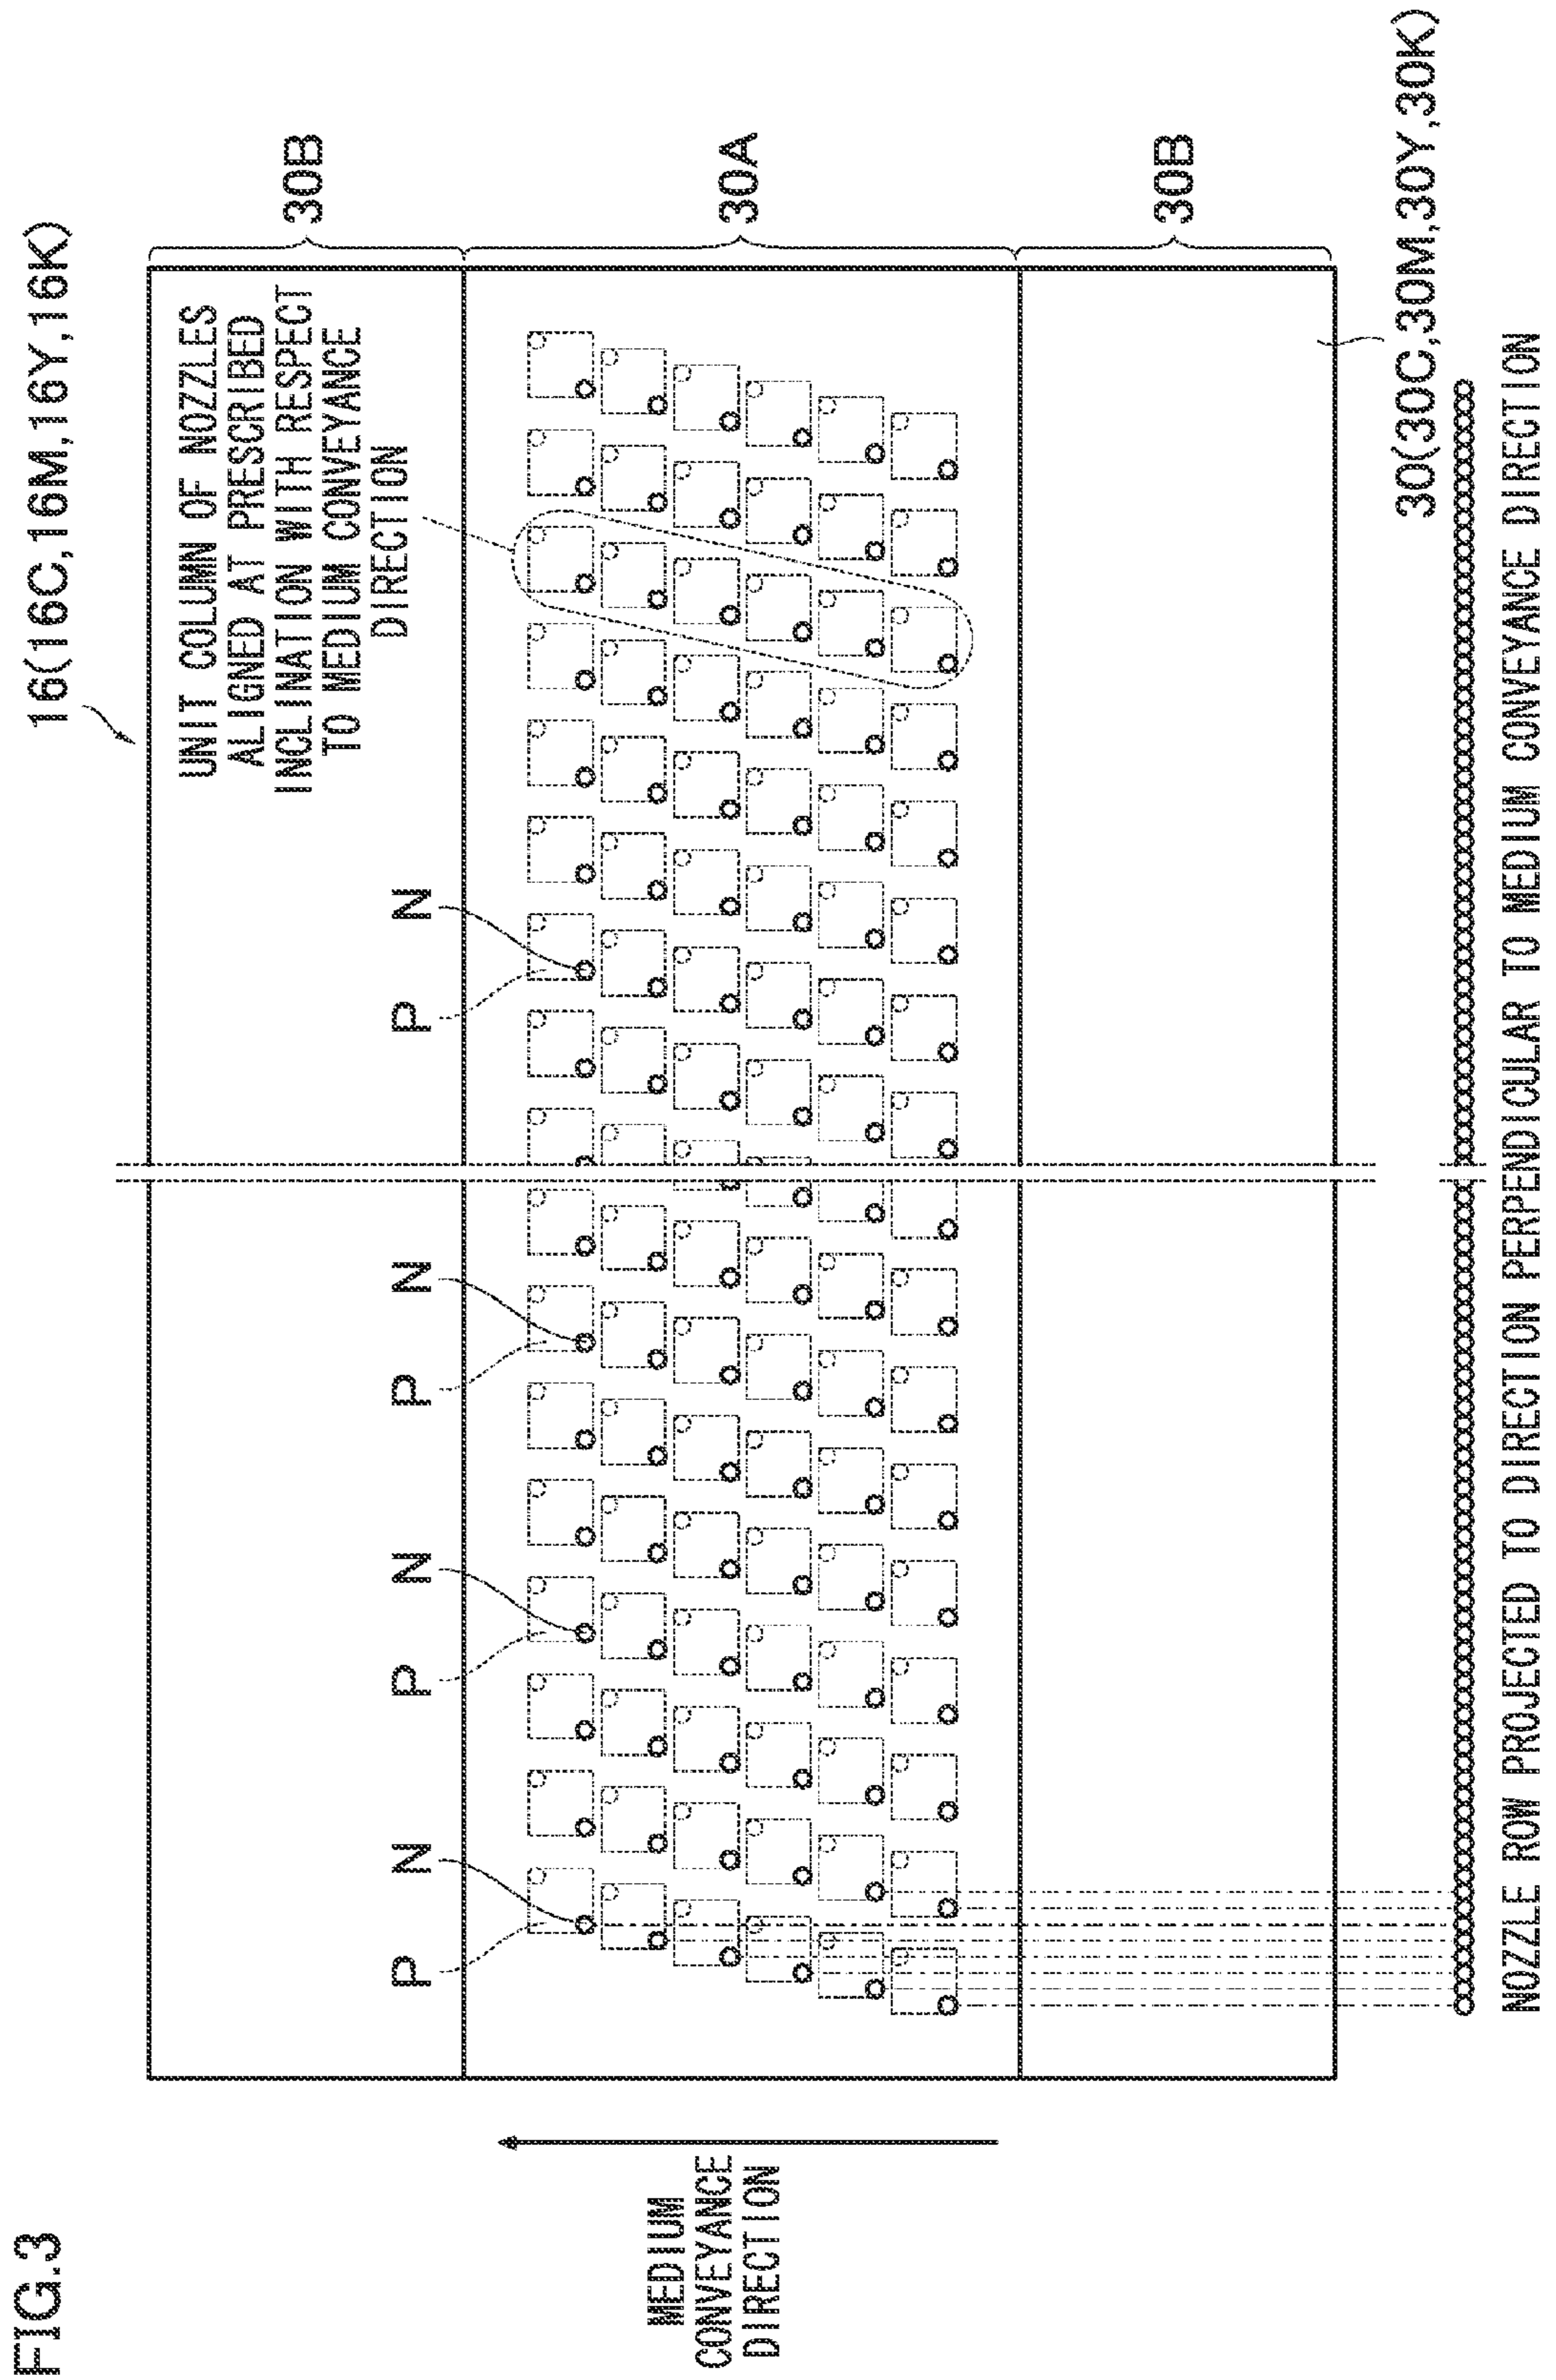 FIG.3
16(16C,16M,16Y,16K)
UNIT COLUMN OF NOZZLES
ALIGNED AT PRESCRIBED
INCLINATION WITH RESPECT
TO MEDIUM CONVEYANCE
DIRECTION
30B
30A
30B
P N P N P N P N
MEDIUM
CONVEYANCE
DIRECTION
30(30C,30M,30Y,30K)
NOZZLE ROW PROJECTED TO DIRECTION PERPENDICULAR TO MEDIUM CONVEYANCE DIRECTION